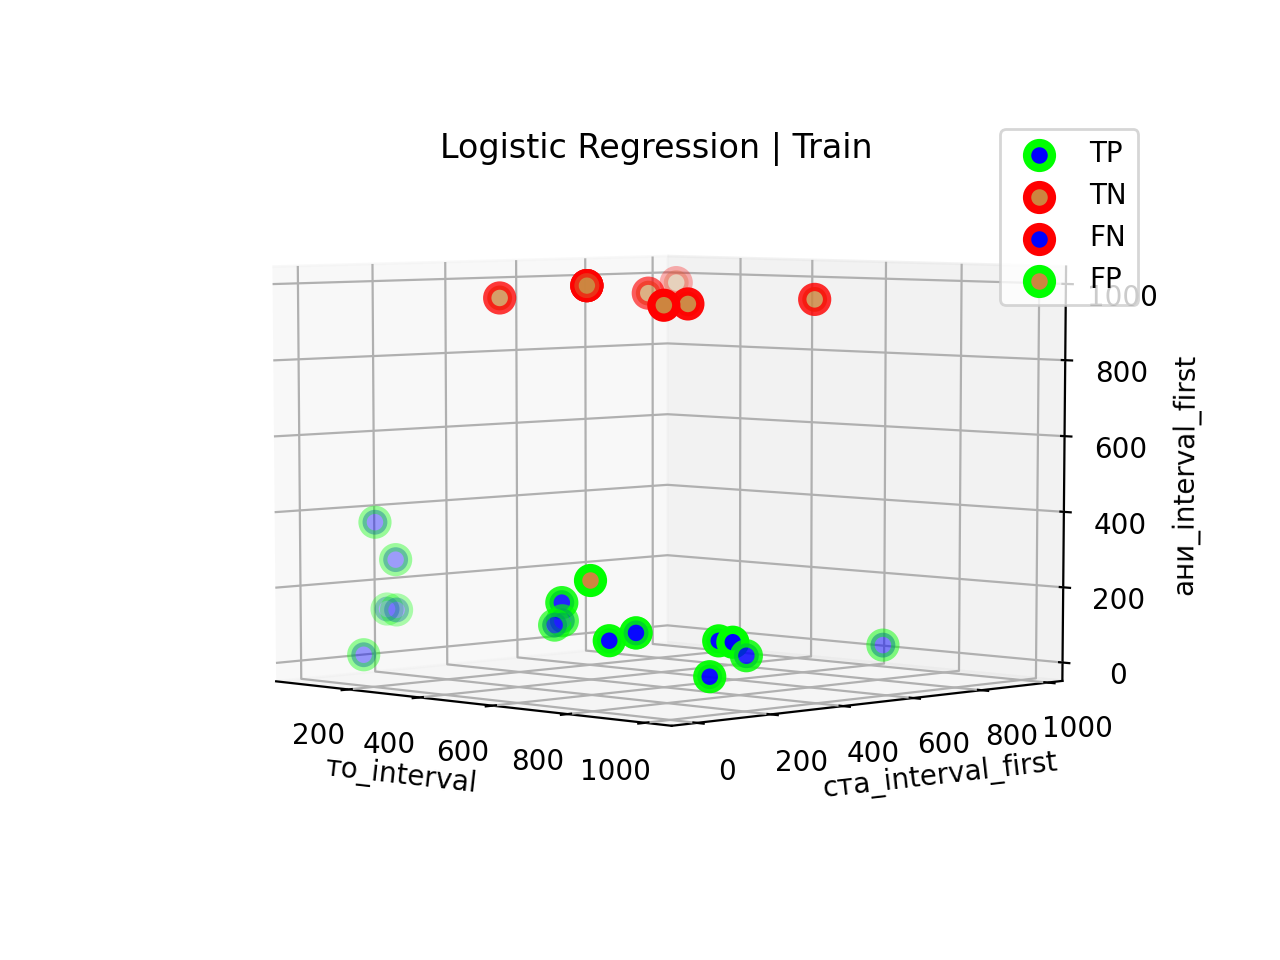 Logistic Regression | Train
TP
TN
FN
FP
1000
800
600
400
200
0
ани_interval_first
200 400 600 800 1000
то_interval
0 200 400 600 800 1000
ста_interval_first